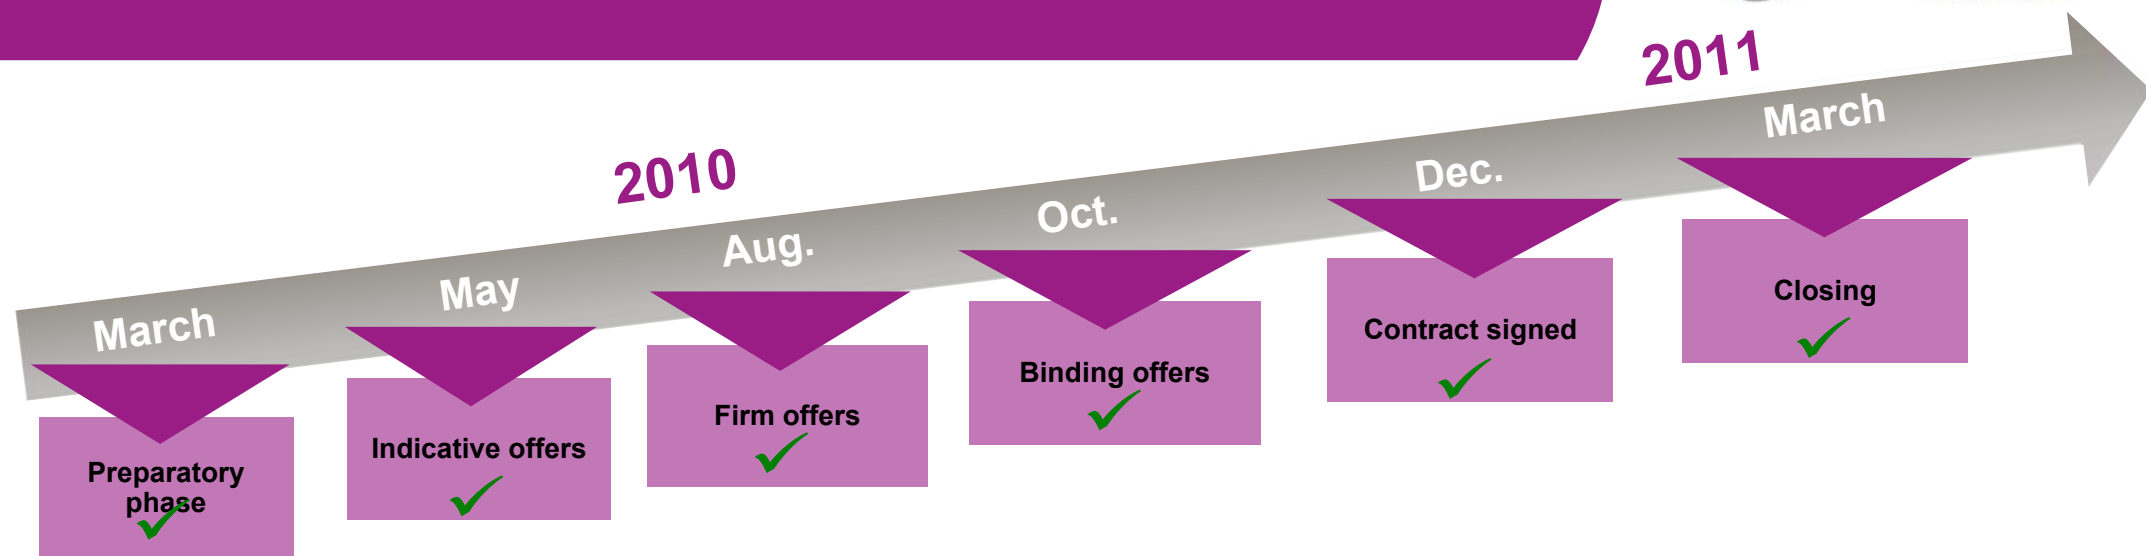 2010
2011
March
May
Aug.
Oct.
Dec.
March
Preparatory
phase
Indicative offers
Firm offers
Binding offers
Contract signed
Closing